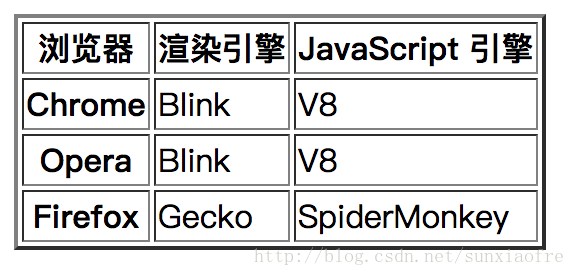 浏览器 渲染引擎 JavaScript 引擎
Chrome Blink V8
Opera Blink V8
Firefox Gecko SpiderMonkey
http://blog.csdn.net/sunxiaofre